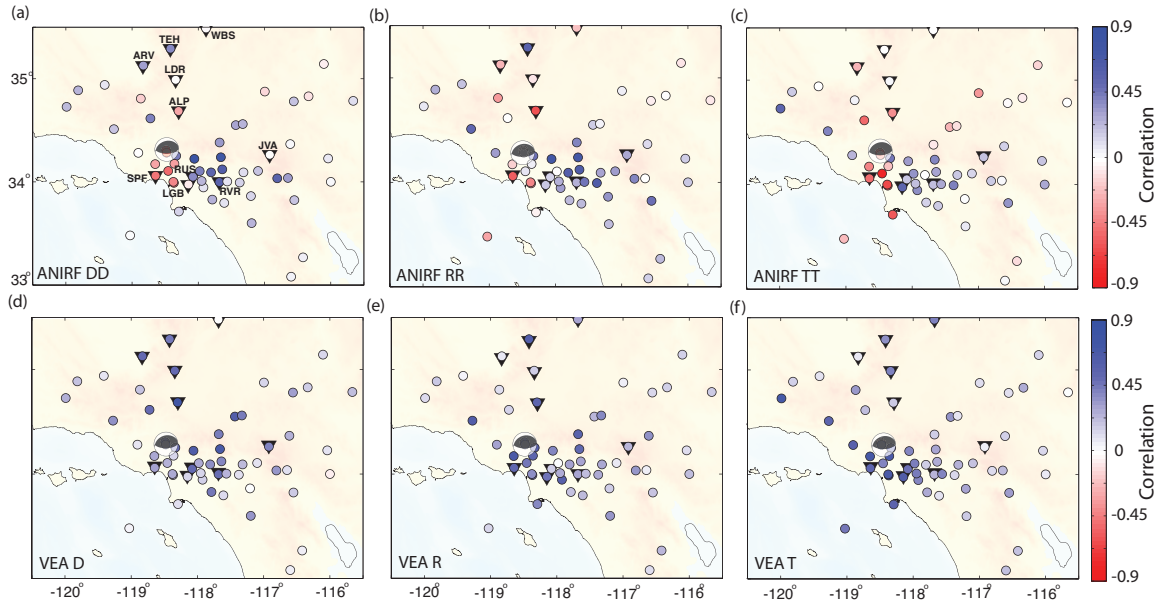 (a)
(b)
(c)
TEH
WBS
ARV
LDR
ALP
JVA
RUS
SPF
LGB
RVR
35°
34°
33°
ANIRF DD
ANIRF RR
ANIRF TT
0.9
0.45
0
-0.45
-0.9
Correlation
(d)
(e)
(f)
VEA D
VEA R
VEA T
0.9
0.45
0
-0.45
-0.9
Correlation
-120° -119° -118° -117° -116°
-120° -119° -118° -117° -116°
-120° -119° -118° -117° -116°